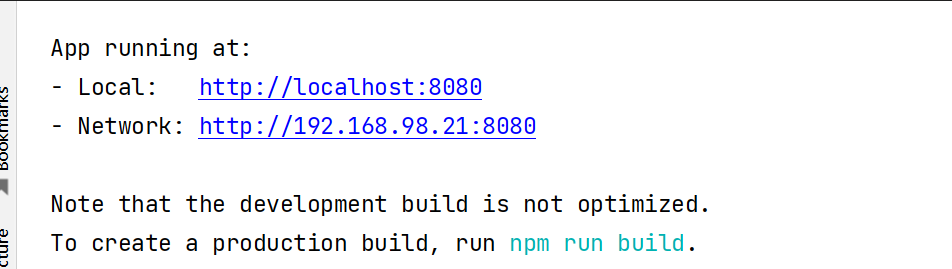 App running at:
- Local:   http://localhost:8080
- Network: http://192.168.98.21:8080
Note that the development build is not optimized.
To create a production build, run npm run build.
Bookmarks
cture